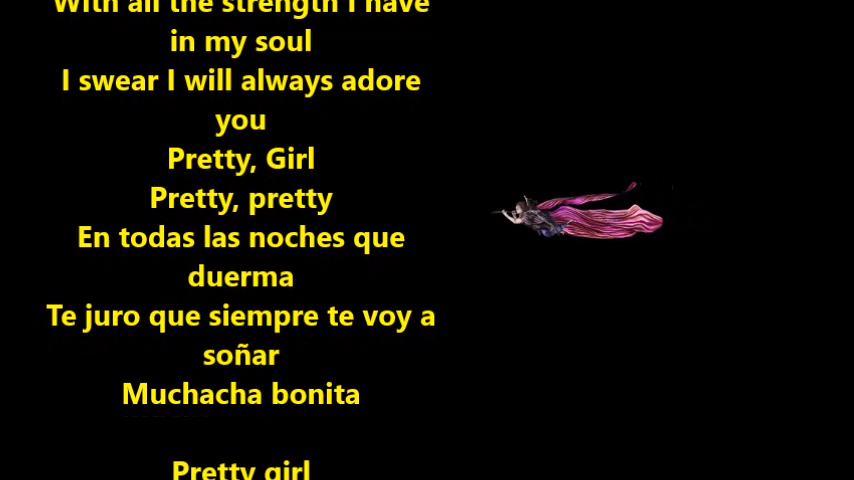 With all the strength I have
in my soul
I swear I will always adore
you
Pretty, Girl
Pretty, pretty
En todas las noches que
duerma
Te juro que siempre te voy a
soñar
Muchacha bonita
Pretty girl